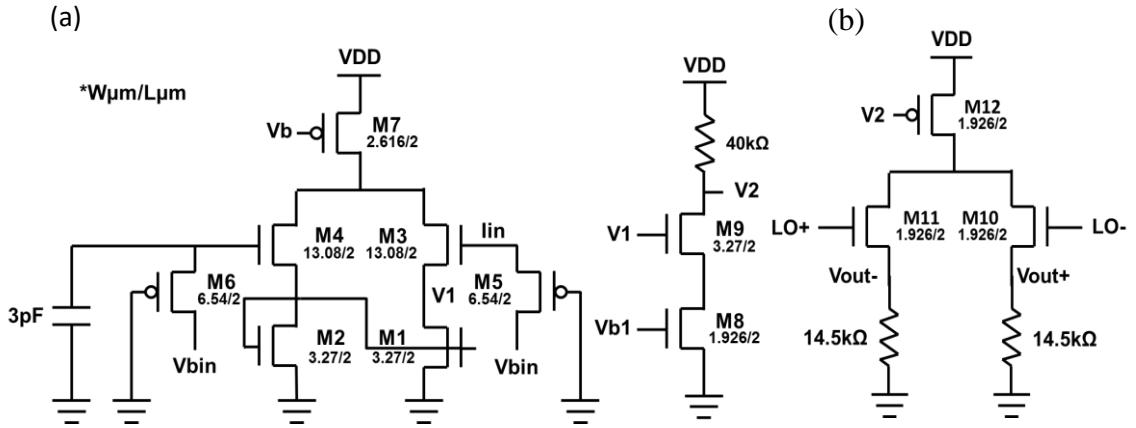 (a)
(b)
VDD
VDD
VDD
*Wµm/Lµm
Vb
M7
2.616/2
40kΩ
V2
M12
1.926/2
V2
M4
13.08/2
M3
13.08/2
Iin
V1
M9
3.27/2
LO+
M11
1.926/2
M10
1.926/2
LO-
3pF
M6
6.54/2
V1
M5
6.54/2
Vout-
Vout+
Vbin
M2
3.27/2
M1
3.27/2
Vbin
Vb1
M8
1.926/2
14.5kΩ
14.5kΩ